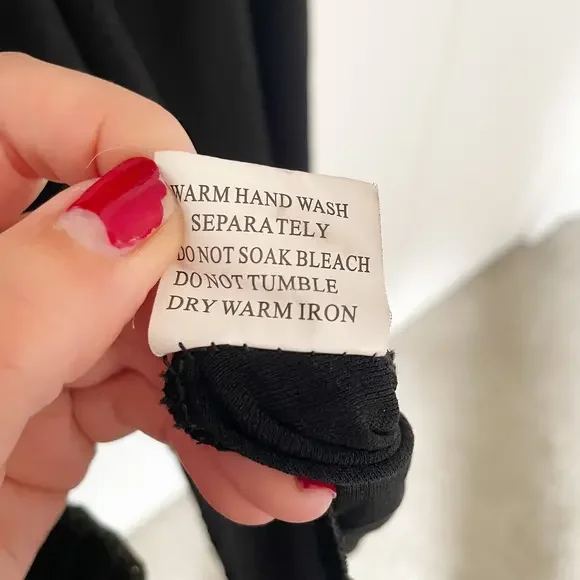 WARM HAND WASH
SEPARATELY
DO NOT SOAK BLEACH
DO NOT TUMBLE
DRY WARM IRON